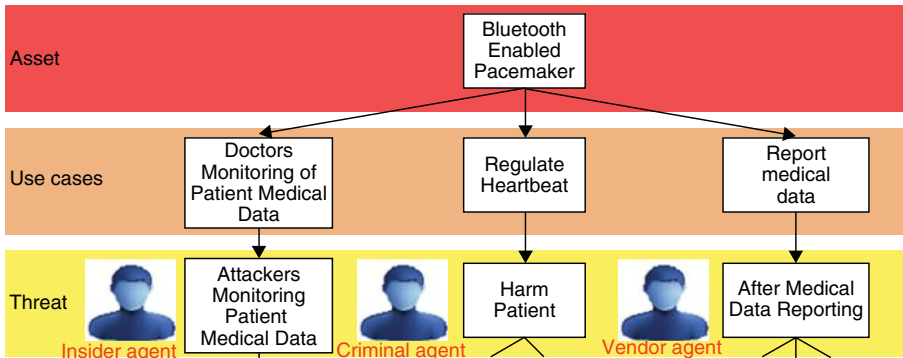 Asset
Bluetooth
Enabled
Pacemaker
Use cases
Doctors
Monitoring of
Patient Medical
Data
Regulate
Heartbeat
Report
medical
data
Threat
Insider agent
Attackers
Monitoring
Patient
Medical Data
Criminal agent
Harm
Patient
Vendor agent
After Medical
Data Reporting